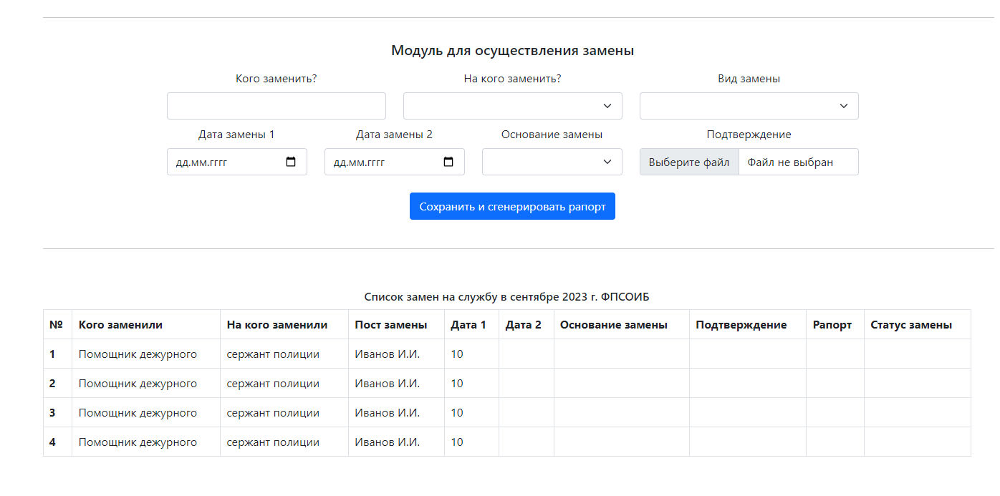 Модуль для осуществления замены
Кого заменить? На кого заменить? Вид замены
Дата замены 1 Дата замены 2 Основание замены Подтверждение
дд.мм.гггг дд.мм.гггг Выберите файл Файл не выбран
Сохранить и сгенерировать рапорт
Список замен на службу в сентябре 2023 г. ФПСОИБ
№ Кого заменили На кого заменили Пост замены Дата 1 Дата 2 Основание замены Подтверждение Рапорт Статус замены
1 Помощник дежурного сержант полиции Иванов И.И. 10
2 Помощник дежурного сержант полиции Иванов И.И. 10
3 Помощник дежурного сержант полиции Иванов И.И. 10
4 Помощник дежурного сержант полиции Иванов И.И. 10